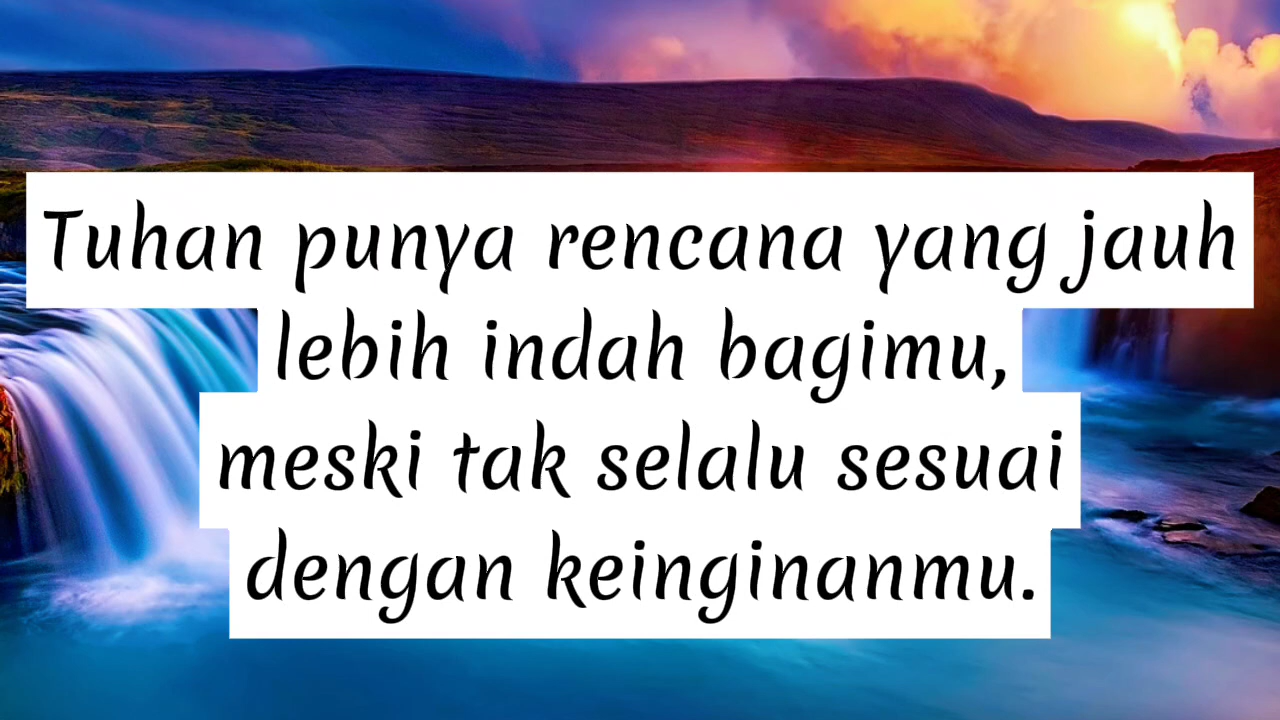 Tuhan punya rencana yang jauh
lebih indah bagimu,
meski tak selalu sesuai
dengan keinginanmu.